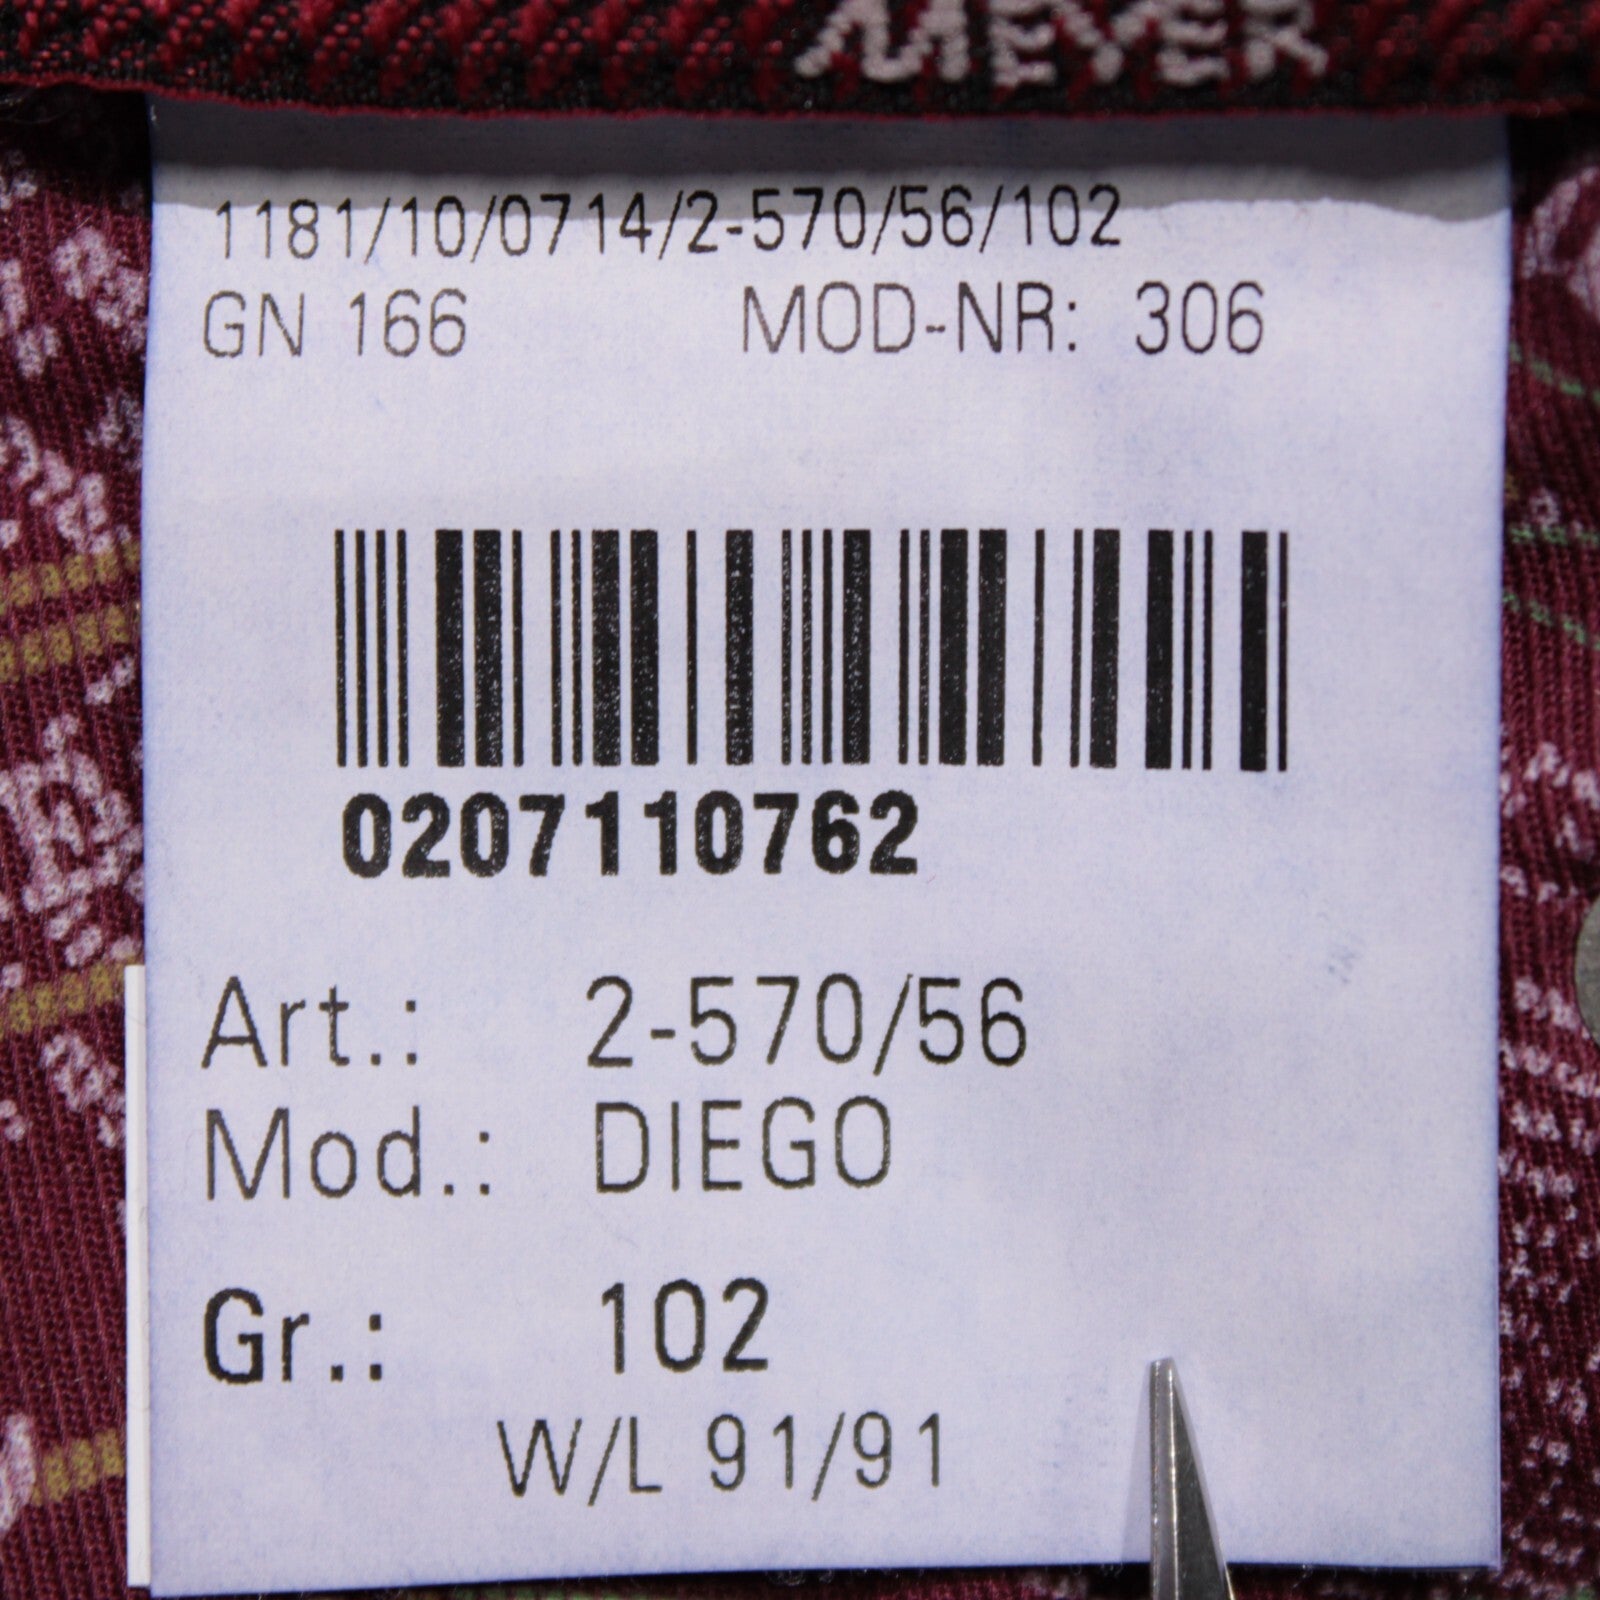 MEYER
1181/10/0714/2-570/56/102
GN 166 MOD-NR: 306
0207110762
Art.: 2-570/56
Mod.: DIEGO
Gr.: 102
W/L 91/91